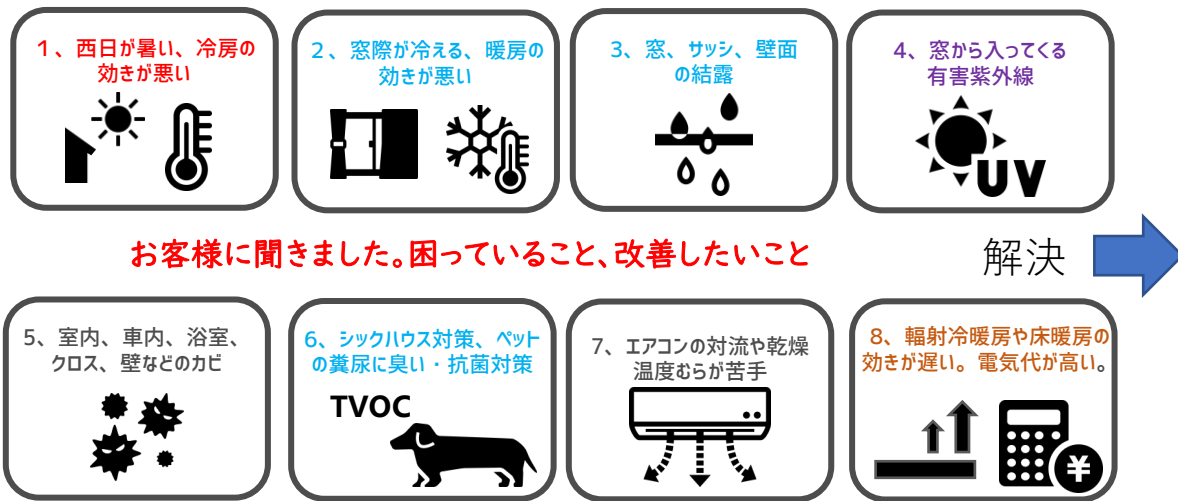 1、西日が暑い、冷房の
効きが悪い
2、窓際が冷える、暖房の
効きが悪い
3、窓、サッシ、壁面
の結露
4、窓から入ってくる
有害紫外線
UV
お客様に聞きました。困っていること、改善したいこと
解決
5、室内、車内、浴室、
クロス、壁などのカビ
6、シックハウス対策、ペット
の糞尿に臭い・抗菌対策
TVOC
7、エアコンの対流や乾燥
温度むらが苦手
8、輻射冷暖房や床暖房の
効きが遅い。電気代が高い。
¥